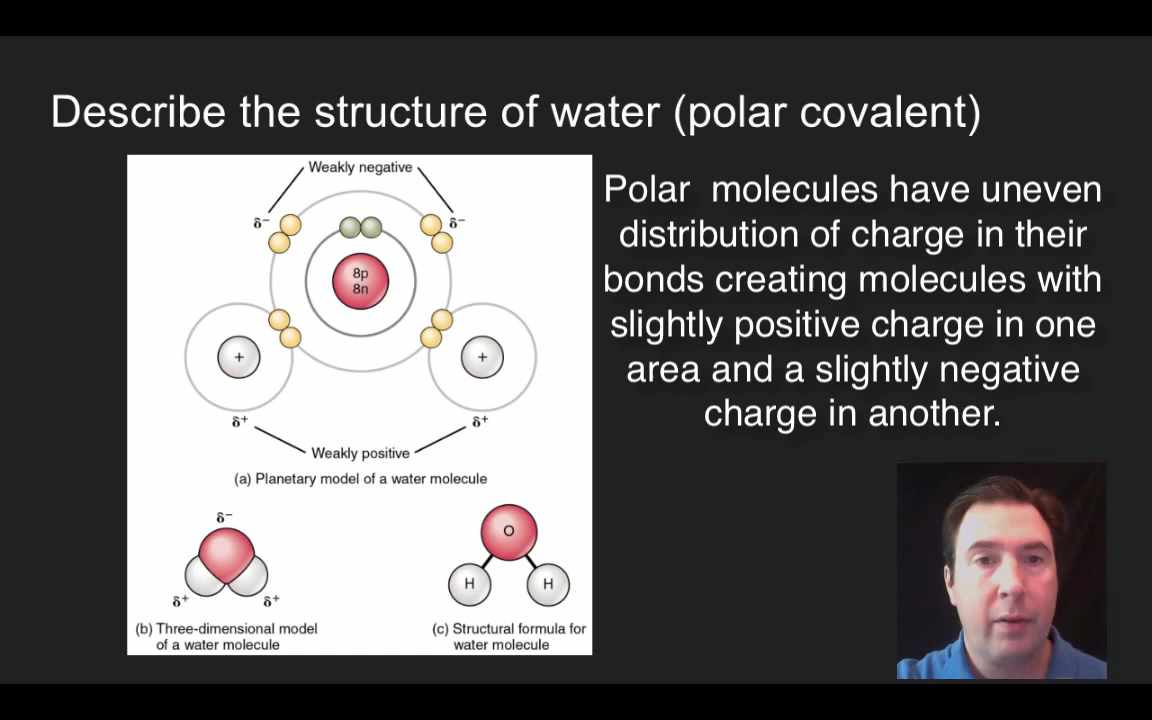 Describe the structure of water (polar covalent)
Weakly negative
δ⁻ δ⁻
8p
8n
+ +
δ⁺ δ⁺
Weakly positive
(a) Planetary model of a water molecule
δ⁻
δ⁺ δ⁺
(b) Three-dimensional model
of a water molecule
O
H H
(c) Structural formula for
water molecule
Polar molecules have uneven
distribution of charge in their
bonds creating molecules with
slightly positive charge in one
area and a slightly negative
charge in another.